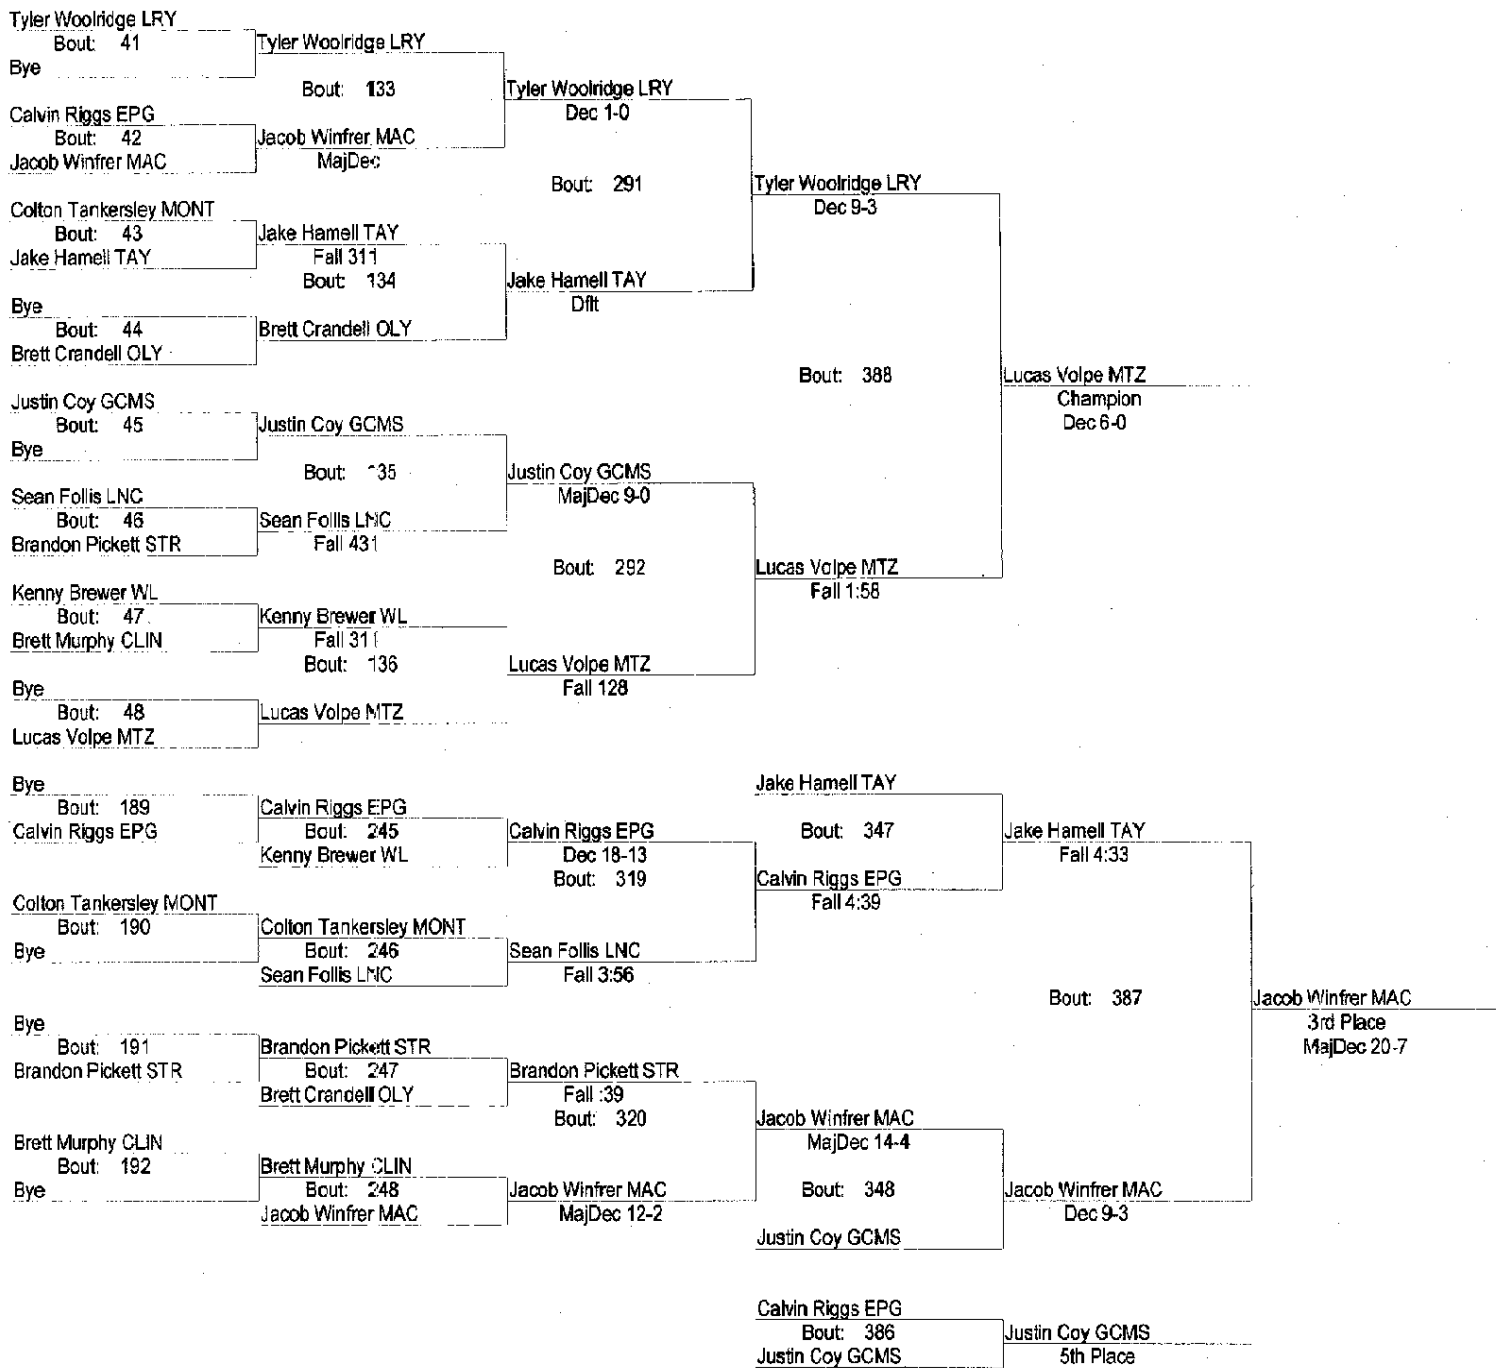 Tyler Woolridge LRY
Bout: 41
Bye
Tyler Woolridge LRY
Bout: 133
Calvin Riggs EPG
Bout: 42
Jacob Winfrer MAC
Jacob Winfrer MAC
MajDec
Tyler Woolridge LRY
Dec 1-0
Bout: 291
Colton Tankersley MONT
Bout: 43
Jake Hamell TAY
Jake Hamell TAY
Fall 311
Bout: 134
Bye
Bout: 44
Brett Crandell OLY
Brett Crandell OLY
Jake Hamell TAY
Dflt
Tyler Woolridge LRY
Dec 9-3
Bout: 388
Lucas Volpe MTZ
Champion
Dec 6-0
Justin Coy GCMS
Bout: 45
Bye
Justin Coy GCMS
Bout: 135
Sean Follis LNC
Bout: 46
Brandon Pickett STR
Sean Follis LNC
Fall 431
Justin Coy GCMS
MajDec 9-0
Bout: 292
Kenny Brewer WL
Bout: 47
Brett Murphy CLIN
Kenny Brewer WL
Fall 311
Bout: 136
Bye
Bout: 48
Lucas Volpe MTZ
Lucas Volpe MTZ
Lucas Volpe MTZ
Fall 128
Lucas Volpe MTZ
Fall 1:58
Bye
Bout: 189
Calvin Riggs EPG
Calvin Riggs EPG
Bout: 245
Kenny Brewer WL
Calvin Riggs EPG
Dec 18-13
Bout: 319
Colton Tankersley MONT
Bout: 190
Bye
Colton Tankersley MONT
Bout: 246
Sean Follis LNC
Sean Follis LNC
Fall 3:56
Jake Hamell TAY
Bout: 347
Calvin Riggs EPG
Fall 4:39
Jake Hamell TAY
Fall 4:33
Bout: 387
Jacob Winfrer MAC
3rd Place
MajDec 20-7
Bye
Bout: 191
Brandon Pickett STR
Brandon Pickett STR
Bout: 247
Brett Crandell OLY
Brandon Pickett STR
Fall :39
Bout: 320
Brett Murphy CLIN
Bout: 192
Bye
Brett Murphy CLIN
Bout: 248
Jacob Winfrer MAC
Jacob Winfrer MAC
MajDec 12-2
Jacob Winfrer MAC
MajDec 14-4
Bout: 348
Justin Coy GCMS
Jacob Winfrer MAC
Dec 9-3
Calvin Riggs EPG
Bout: 386
Justin Coy GCMS
Justin Coy GCMS
5th Place